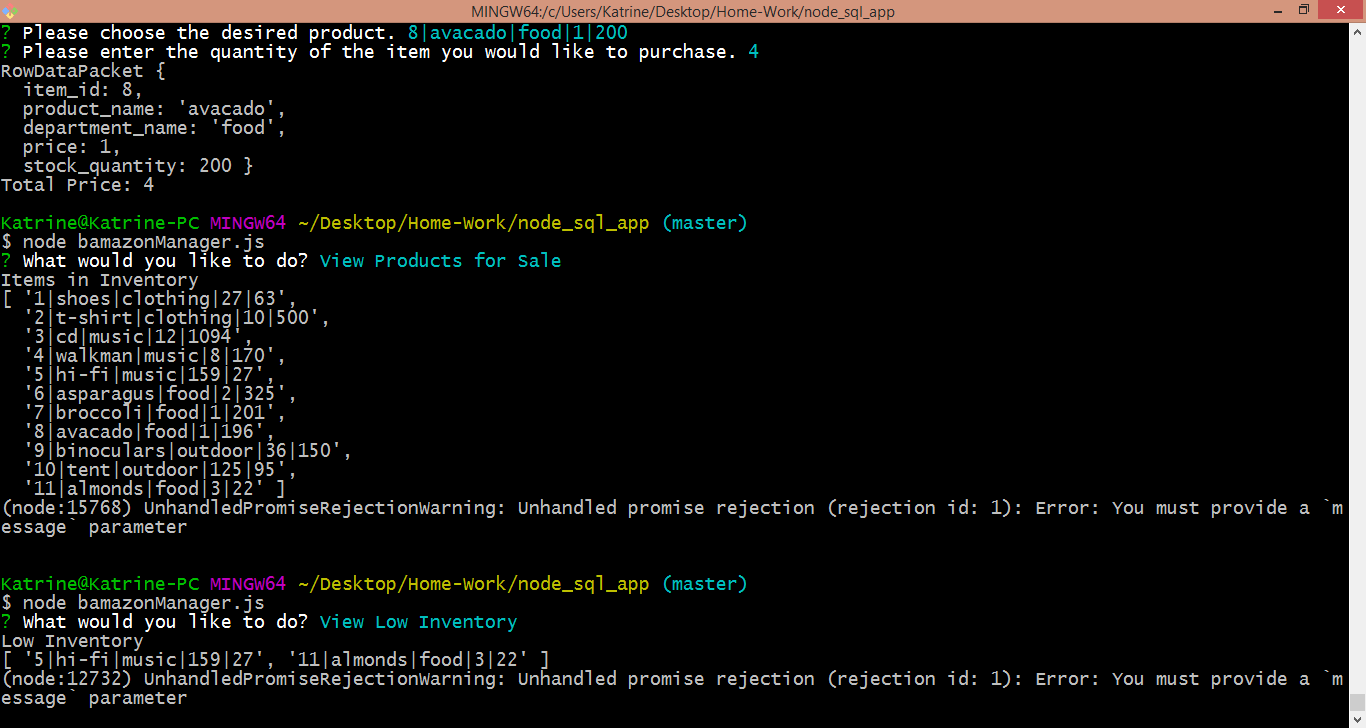 MINGW64:/c/Users/Katrine/Desktop/Home-Work/node_sql_app
? Please choose the desired product. 8|avacado|food|1|200
? Please enter the quantity of the item you would like to purchase. 4
RowDataPacket {
  item_id: 8,
  product_name: 'avacado',
  department_name: 'food',
  price: 1,
  stock_quantity: 200 }
Total Price: 4
Katrine@Katrine-PC MINGW64 ~/Desktop/Home-Work/node_sql_app (master)
$ node bamazonManager.js
? What would you like to do? View Products for Sale
Items in Inventory
[ '1|shoes|clothing|27|63',
  '2|t-shirt|clothing|10|500',
  '3|cd|music|12|1094',
  '4|walkman|music|8|170',
  '5|hi-fi|music|159|27',
  '6|asparagus|food|2|325',
  '7|broccoli|food|1|201',
  '8|avacado|food|1|196',
  '9|binoculars|outdoor|36|150',
  '10|tent|outdoor|125|95',
  '11|almonds|food|3|22' ]
(node:15768) UnhandledPromiseRejectionWarning: Unhandled promise rejection (rejection id: 1): Error: You must provide a `m
essage` parameter
Katrine@Katrine-PC MINGW64 ~/Desktop/Home-Work/node_sql_app (master)
$ node bamazonManager.js
? What would you like to do? View Low Inventory
Low Inventory
[ '5|hi-fi|music|159|27', '11|almonds|food|3|22' ]
(node:12732) UnhandledPromiseRejectionWarning: Unhandled promise rejection (rejection id: 1): Error: You must provide a `m
essage` parameter